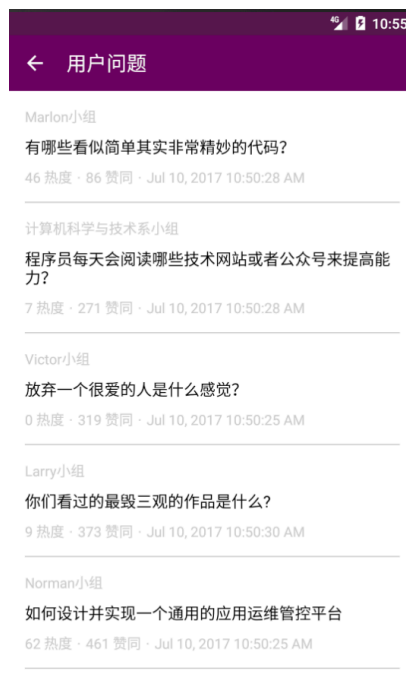 4G 10:55
用户问题
Marlon小组
有哪些看似简单其实非常精妙的代码？
46 热度 · 86 赞同 · Jul 10, 2017 10:50:28 AM
计算机科学与技术系小组
程序员每天会阅读哪些技术网站或者公众号来提高能
力？
7 热度 · 271 赞同 · Jul 10, 2017 10:50:28 AM
Victor小组
放弃一个很爱的人是什么感觉？
0 热度 · 319 赞同 · Jul 10, 2017 10:50:25 AM
Larry小组
你们看过的最毁三观的作品是什么？
9 热度 · 373 赞同 · Jul 10, 2017 10:50:30 AM
Norman小组
如何设计并实现一个通用的应用运维管控平台
62 热度 · 461 赞同 · Jul 10, 2017 10:50:25 AM